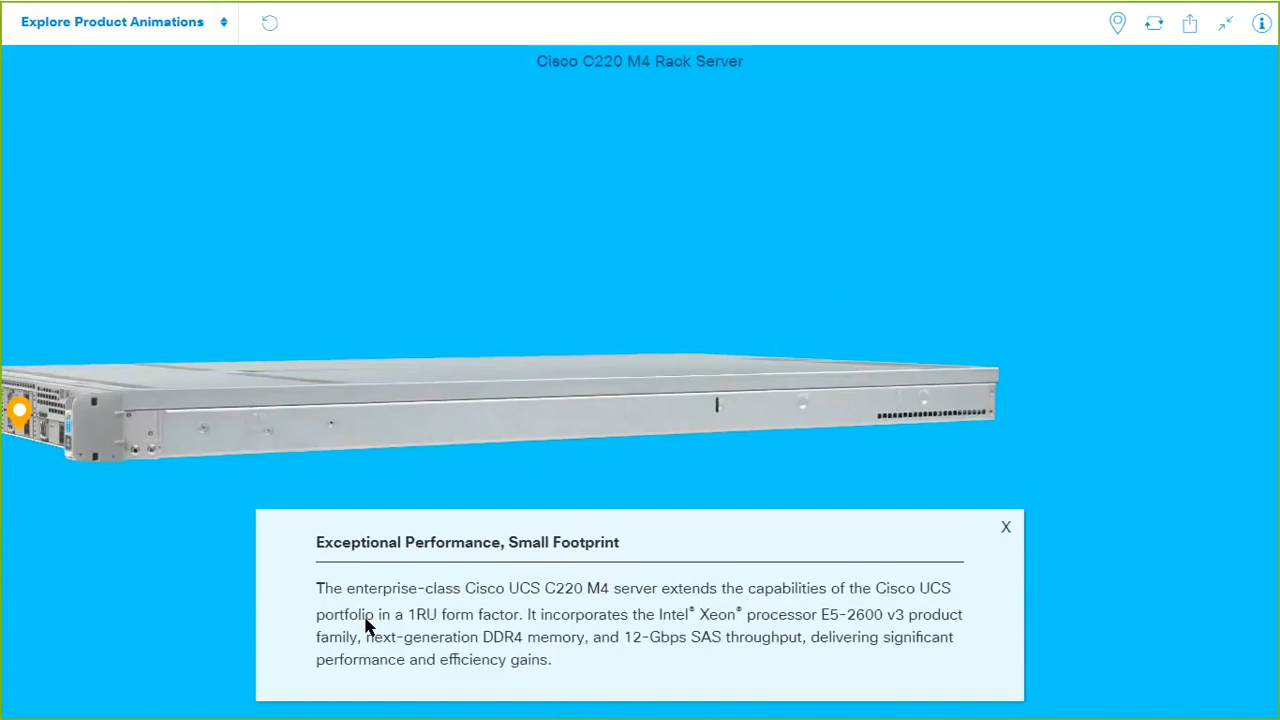 Explore Product Animations
Cisco C220 M4 Rack Server
X
Exceptional Performance, Small Footprint
The enterprise-class Cisco UCS C220 M4 server extends the capabilities of the Cisco UCS
portfolio in a 1RU form factor. It incorporates the Intel® Xeon® processor E5-2600 v3 product
family, next-generation DDR4 memory, and 12-Gbps SAS throughput, delivering significant
performance and efficiency gains.